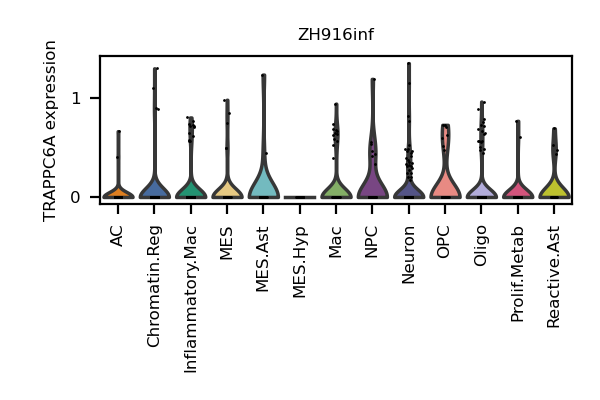 ZH916inf
TRAPPC6A expression
1
0
AC
Chromatin.Reg
Inflammatory.Mac
MES
MES.Ast
MES.Hyp
Mac
NPC
Neuron
OPC
Oligo
Prolif.Metab
Reactive.Ast